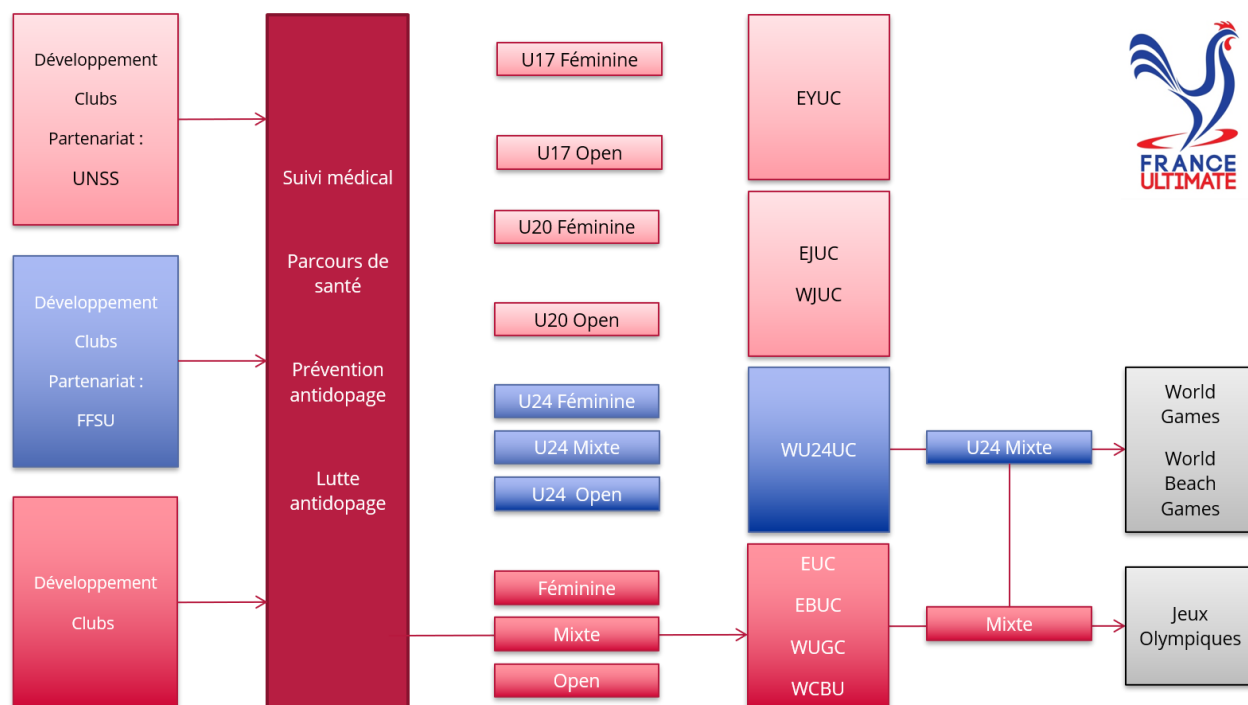 Développement
Clubs
Partenariat :
UNSS
Développement
Clubs
Partenariat :
FFSU
Développement
Clubs
Suivi médical
Parcours de
santé
Prévention
antidopage
Lutte
antidopage
U17 Féminine
U17 Open
U20 Féminine
U20 Open
U24 Féminine
U24 Mixte
U24 Open
Féminine
Mixte
Open
EYUC
EJUC
WJUC
WU24UC
EUC
EBUC
WUGC
WCBU
U24 Mixte
Mixte
FRANCE
ULTIMATE
World
Games
World
Beach
Games
Jeux
Olympiques